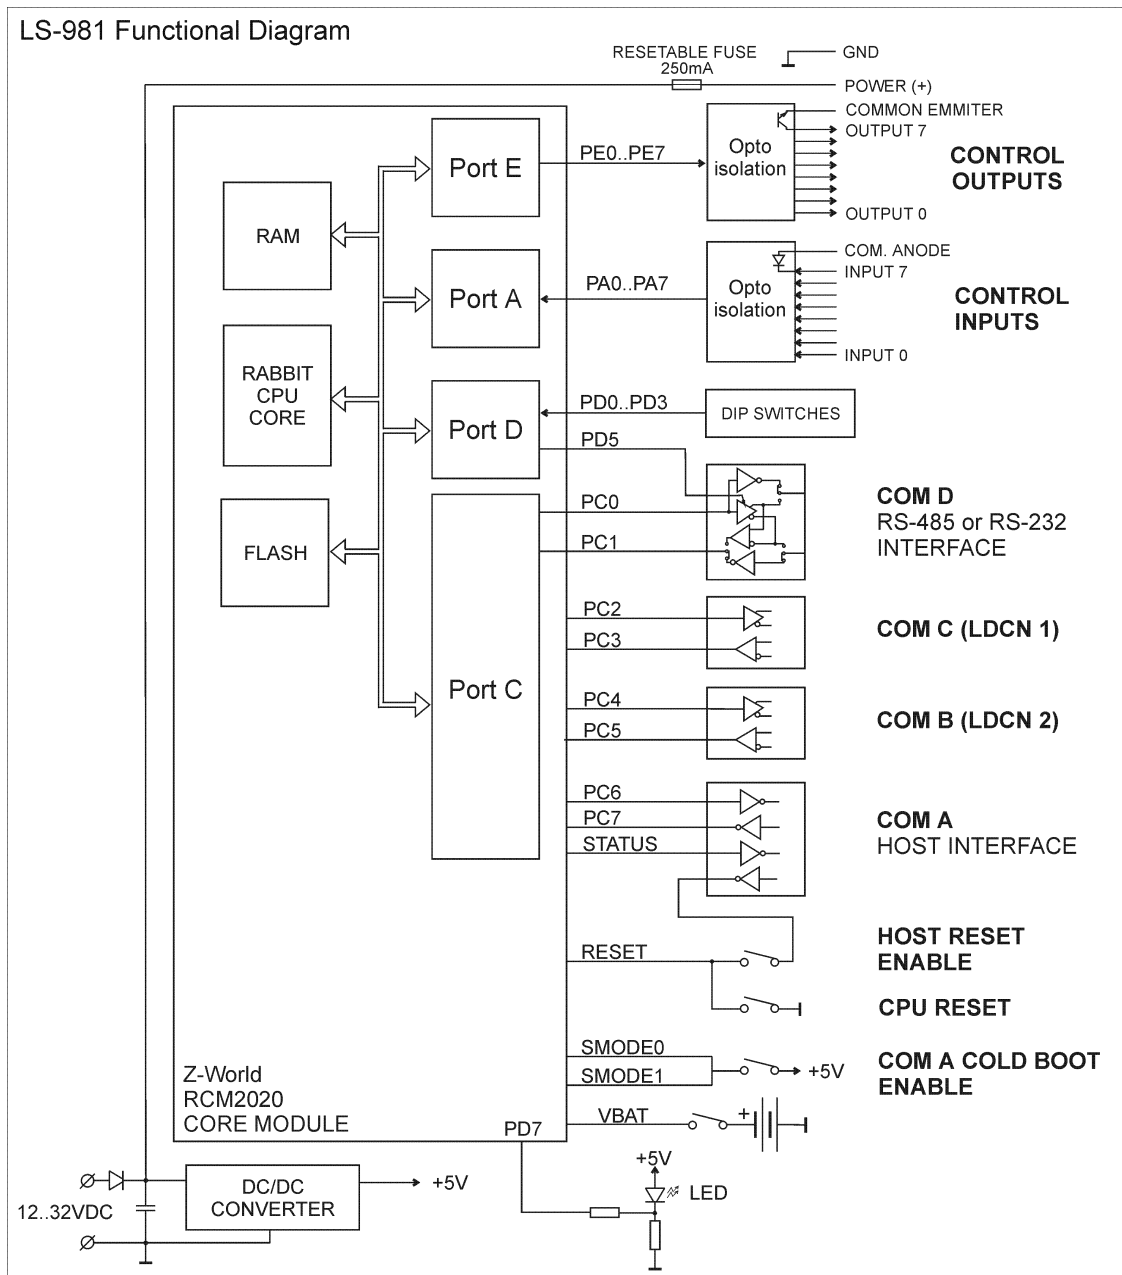 LS-981 Functional Diagram
RESETABLE FUSE
250mA
GND
POWER (+)
COMMON EMMITER
OUTPUT 7
Opto
isolation
OUTPUT 0
CONTROL
OUTPUTS
Port E
PE0..PE7
RAM
COM. ANODE
INPUT 7
Opto
isolation
INPUT 0
CONTROL
INPUTS
Port A
PA0..PA7
RABBIT
CPU
CORE
Port D
PD0..PD3
DIP SWITCHES
PD5
FLASH
PC0
PC1
COM D
RS-485 or RS-232
INTERFACE
Port C
PC2
PC3
COM C (LDCN 1)
PC4
PC5
COM B (LDCN 2)
PC6
PC7
STATUS
COM A
HOST INTERFACE
RESET
HOST RESET
ENABLE
CPU RESET
SMODE0
SMODE1
+5V
COM A COLD BOOT
ENABLE
VBAT
+
Z-World
RCM2020
CORE MODULE
PD7
12..32VDC
DC/DC
CONVERTER
+5V
+5V
LED